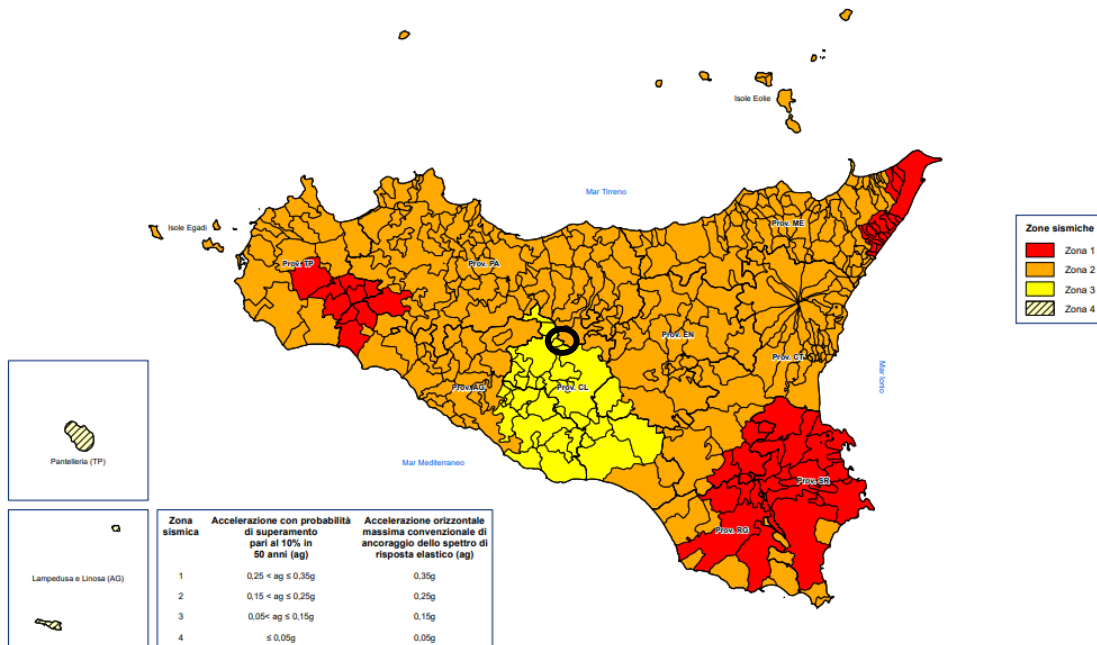 Isole Eolie
Mar Tirreno
Isole Egadi
Prov. ME
Prov. TP
Prov. PA
Zone sismiche
Zona 1
Zona 2
Zona 3
Zona 4
Prov. EN
Prov. CT
Mar Ionio
Prov. AG
Prov. CL
Mar Mediterraneo
Pantelleria (TP)
Prov. SR
Prov. RG
Lampedusa e Linosa (AG)
Zona sismica
Accelerazione con probabilità di superamento pari al 10% in 50 anni (ag)
Accelerazione orizzontale massima convenzionale di ancoraggio dello spettro di risposta elastico (ag)
1 0,25 < ag ≤ 0,35g 0,35g
2 0,15 < ag ≤ 0,25g 0,25g
3 0,05< ag ≤ 0,15g 0,15g
4 ≤ 0,05g 0,05g